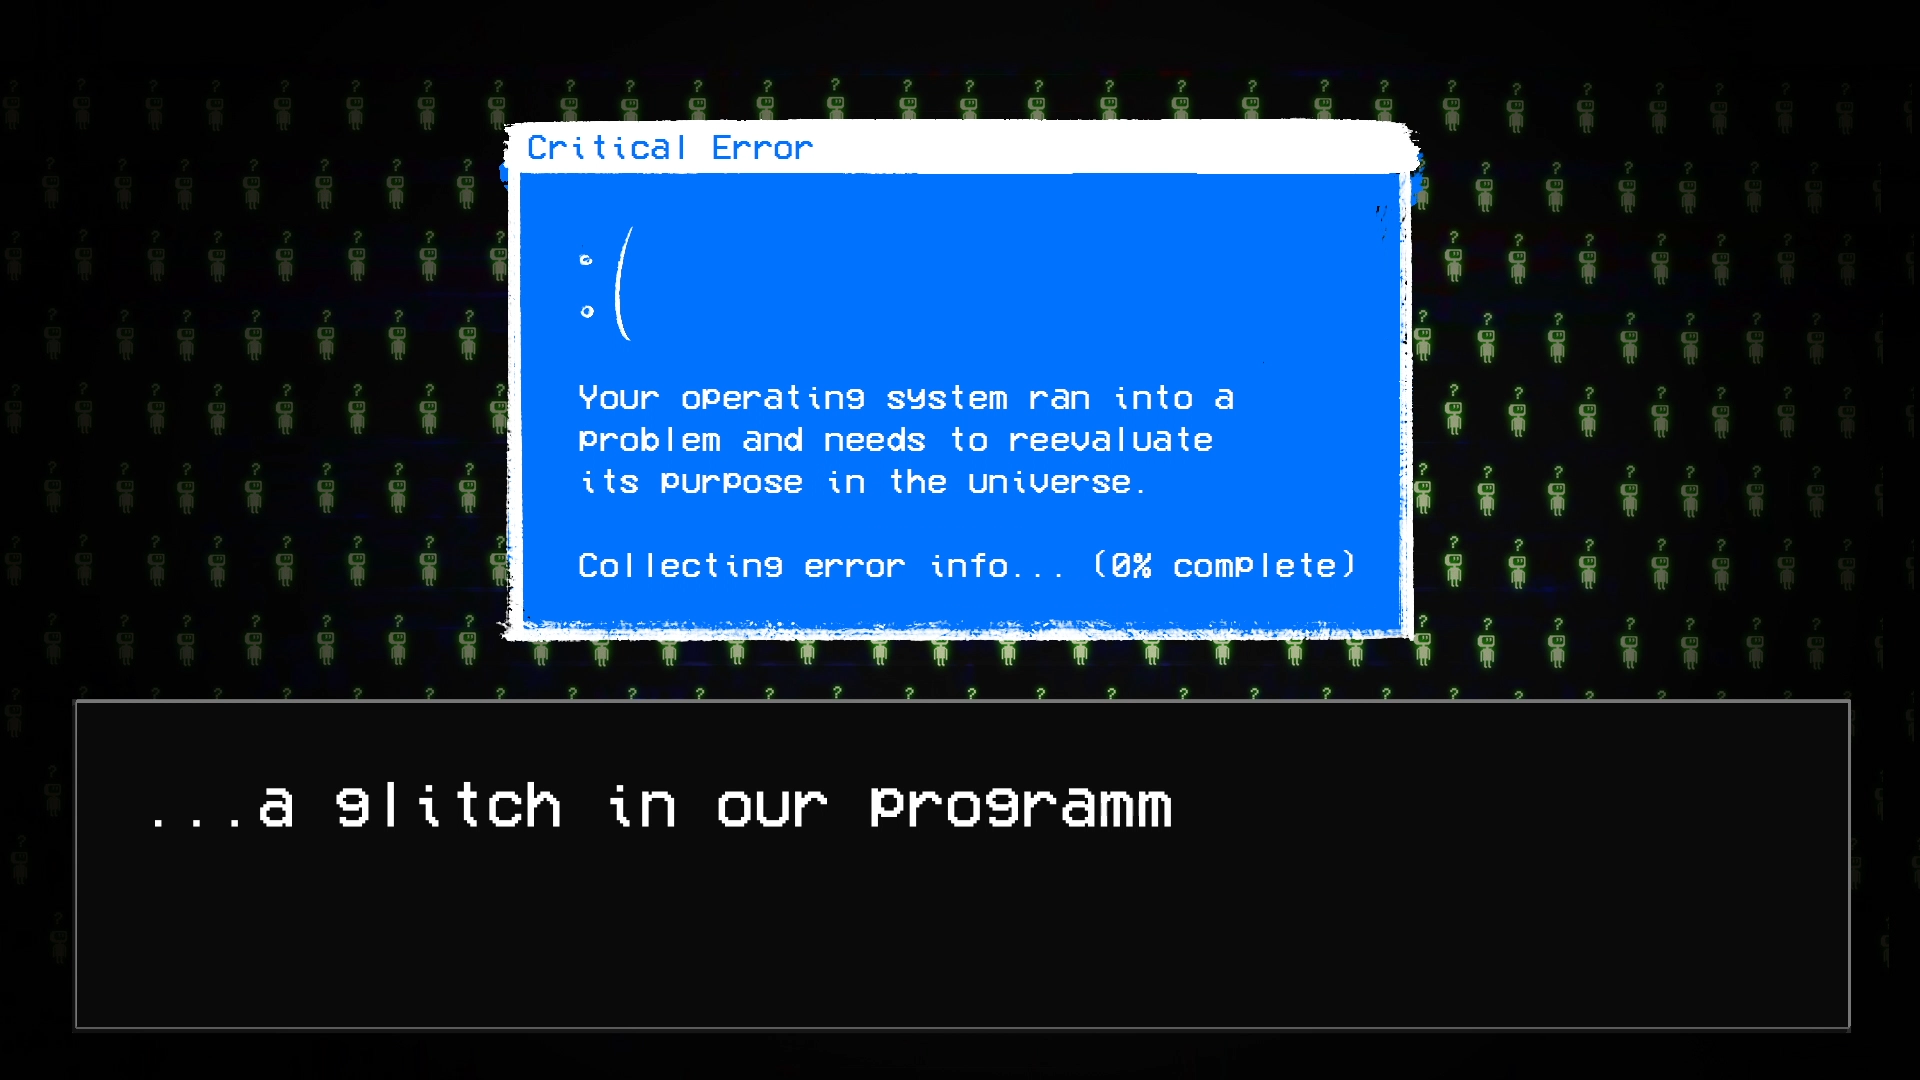 Critical Error
:(
Your operating system ran into a
problem and needs to reevaluate
its purpose in the universe.
Collecting error info... (0% complete)
...a glitch in our programm